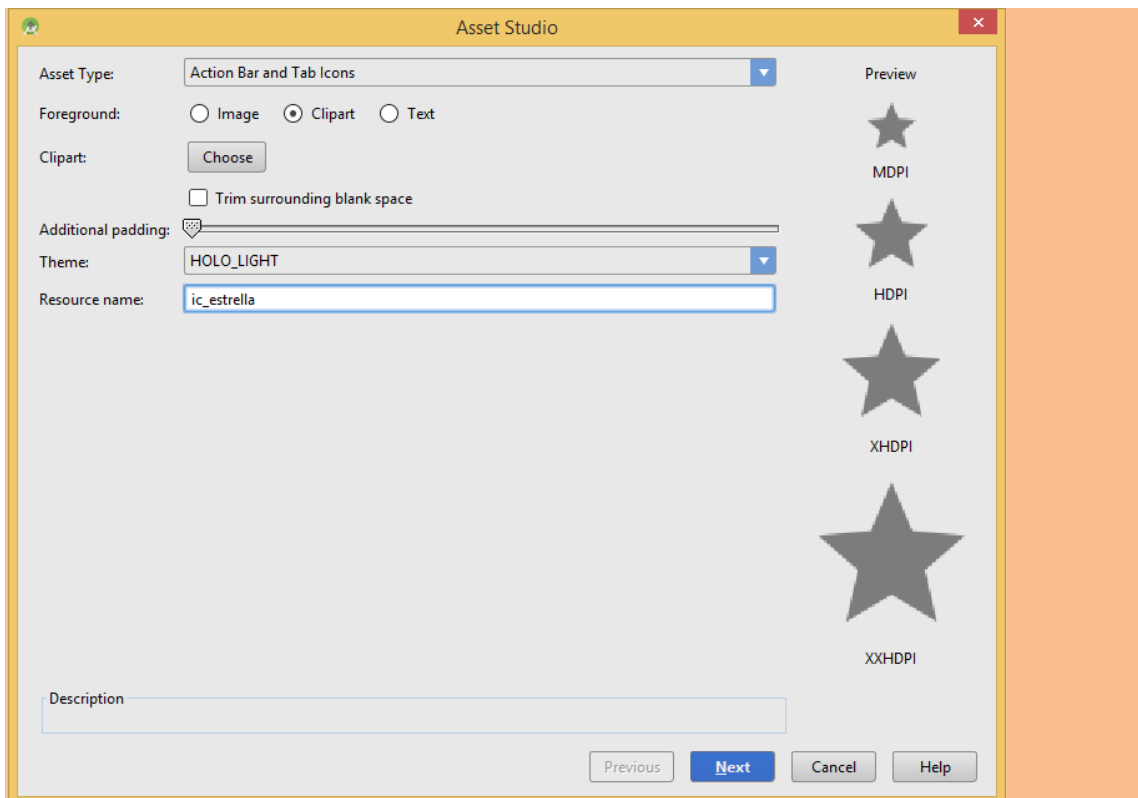 Asset Studio
Asset Type: Action Bar and Tab Icons
Foreground: Image Clipart Text
Clipart: Choose
Trim surrounding blank space
Additional padding:
Theme: HOLO_LIGHT
Resource name: ic_estrella
Preview
MDPI
HDPI
XHDPI
XXHDPI
Description
Previous Next Cancel Help